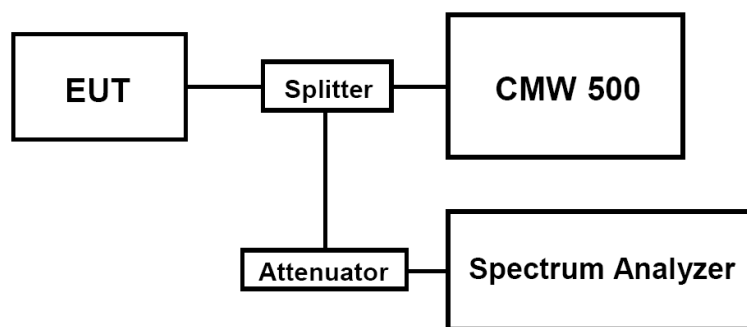 EUT
Splitter
CMW 500
Attenuator
Spectrum Analyzer